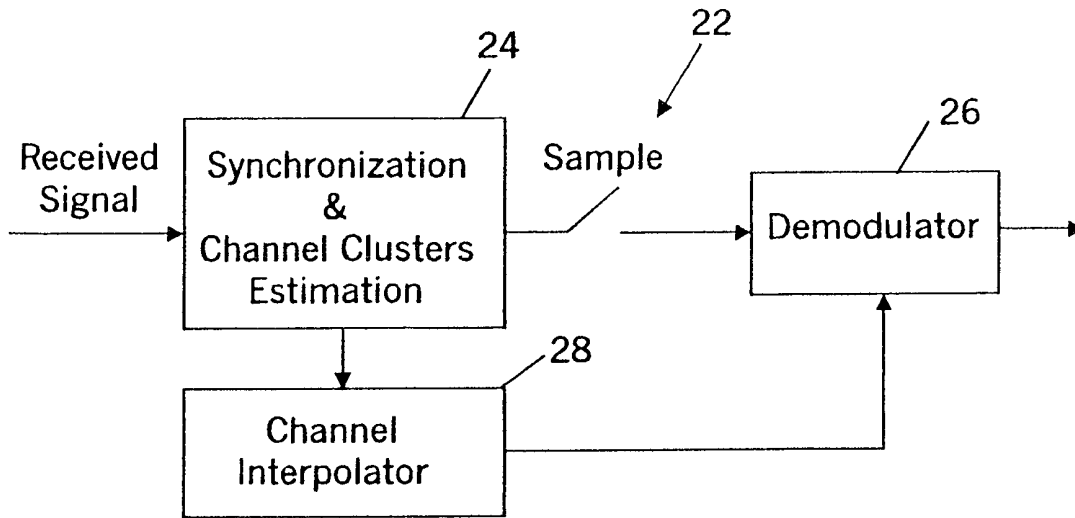 24
22
26
Received
Signal
Synchronization
&
Channel Clusters
Estimation
Sample
Demodulator
28
Channel
Interpolator